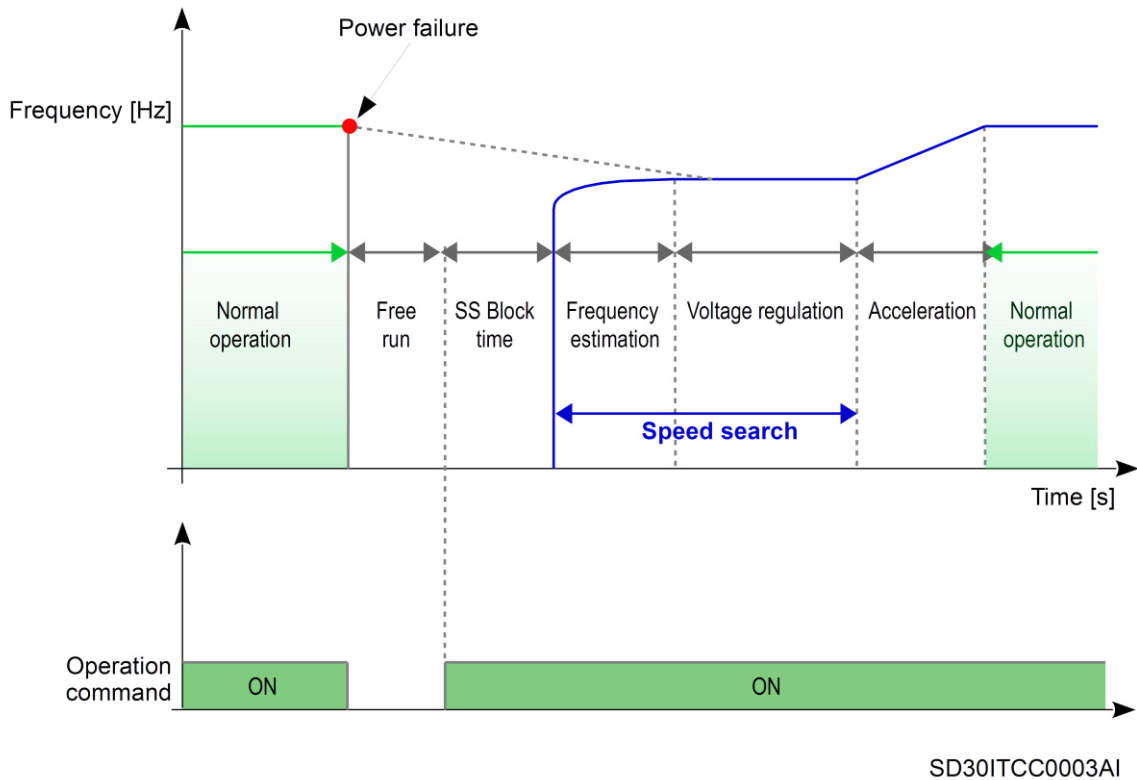 Power failure
Frequency [Hz]
Normal
operation
Free
run
SS Block
time
Frequency
estimation
Voltage regulation
Acceleration
Normal
operation
Speed search
Time [s]
Operation
command
ON
ON
SD30ITCC0003AI